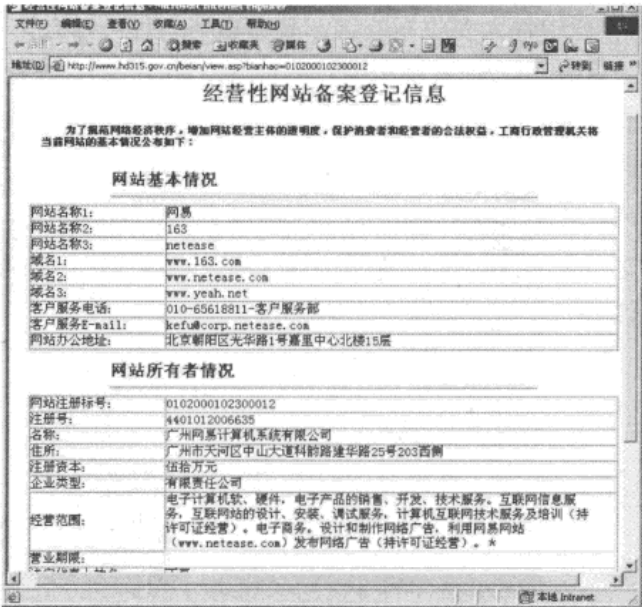 文件(F) 编辑(E) 查看(V) 收藏(A) 工具(T) 帮助(H)
搜索 收藏夹 媒体
地址(D) http://www.hd315.gov.cn/beian/view.asp?bianhao=0102000102300012 转到 链接 »
经营性网站备案登记信息
为了规范网络经济秩序，增加网站经营主体的透明度，保护消费者和经营者的合法权益，工商行政管理机关将
当前网站的基本情况公布如下：
网站基本情况
网站名称1: 网易
网站名称2: 163
网站名称3: netease
域名1: www.163.com
域名2: www.netease.com
域名3: www.yeah.net
客户服务电话: 010-65618811-客户服务部
客户服务E-mail: kefu@corp.netease.com
网站办公地址: 北京朝阳区光华路1号嘉里中心北楼15层
网站所有者情况
网站注册标号: 0102000102300012
注册号: 4401012006635
名称: 广州网易计算机系统有限公司
住所: 广州市天河区中山大道科韵路建华路25号203西侧
注册资本: 伍拾万元
企业类型: 有限责任公司
经营范围: 电子计算机软、硬件，电子产品的销售、开发、技术服务。互联网信息服
务，互联网站的设计、安装、调试服务，计算机互联网技术服务及培训（持
许可证经营）。电子商务。设计和制作网络广告，利用网易网站
（www.netease.com）发布网络广告（持许可证经营）。*
营业期限:
本地 Intranet